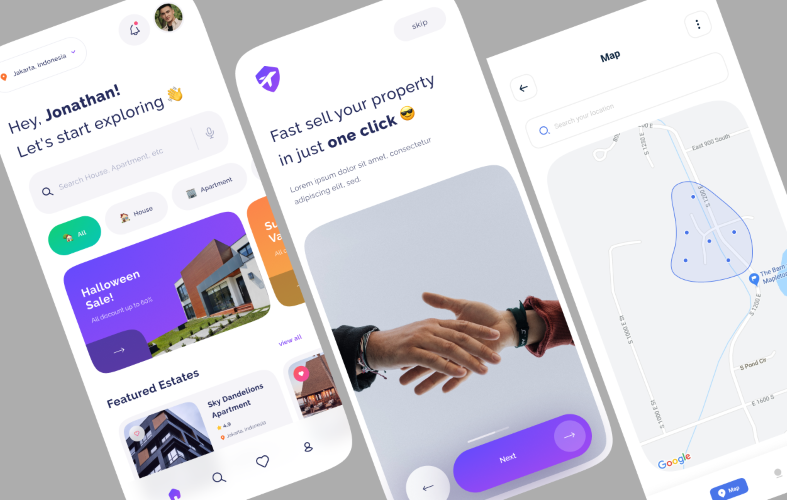 Jakarta, Indonesia
Hey, Jonathan!
Let's start exploring 👋
Search House, Apartment, etc
All
House
Apartment
Halloween
Sale!
All discount up to 60%
Featured Estates
view all
Sky Dandelions
Apartment
4.9
Jakarta, Indonesia
skip
Fast sell your property
in just one click 😎
Lorem ipsum dolor sit amet, consectetur
adipiscing elit, sed.
Next
Map
Search your location
East 900 South
S 1200 E
The Barn
Mapleton
E 1200 E
S Pond Cir
E 1600 S
Google
Map